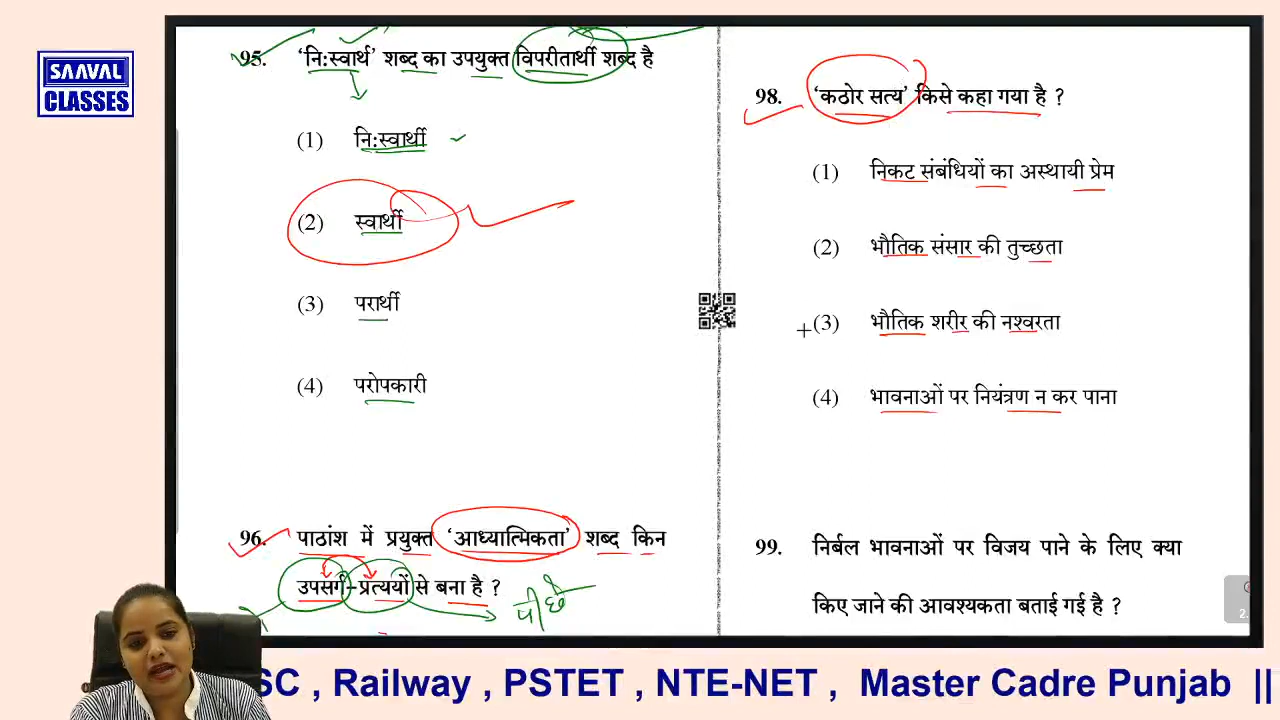 SAAVAL
CLASSES
95. 'नि:स्वार्थ' शब्द का उपयुक्त विपरीतार्थी शब्द है
(1) नि:स्वार्थी
(2) स्वार्थी
(3) परार्थी
(4) परोपकारी
96. पाठांश में प्रयुक्त 'आध्यात्मिकता' शब्द किन
उपसर्ग-प्रत्ययों से बना है ?
पीछे
98. 'कठोर सत्य' किसे कहा गया है ?
(1) निकट संबंधियों का अस्थायी प्रेम
(2) भौतिक संसार की तुच्छता
+(3) भौतिक शरीर की नश्वरता
(4) भावनाओं पर नियंत्रण न कर पाना
99. निर्बल भावनाओं पर विजय पाने के लिए क्या
किए जाने की आवश्यकता बताई गई है ?
SC , Railway , PSTET , NTE-NET , Master Cadre Punjab ||